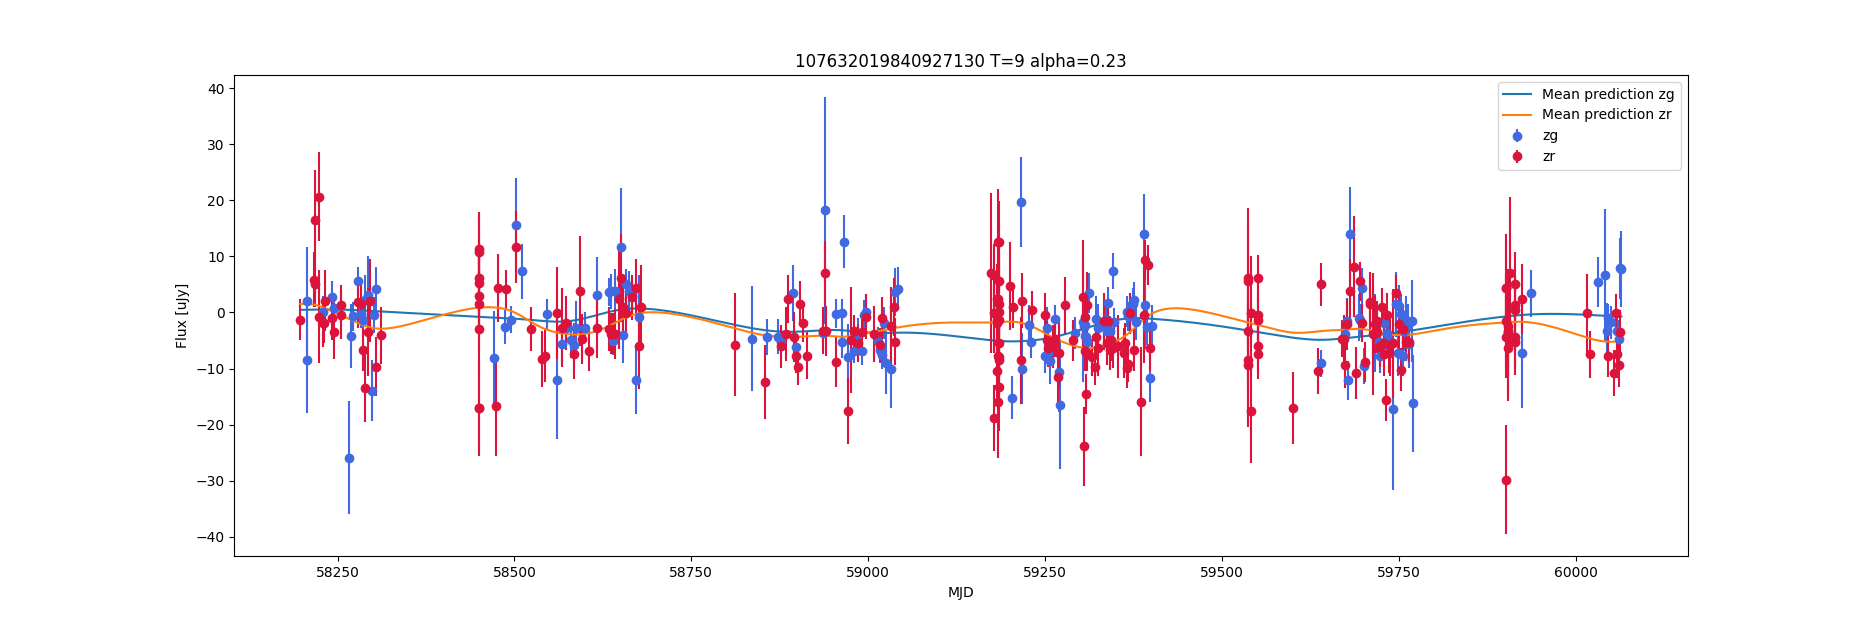 107632019840927130 T=9 alpha=0.23
Mean prediction zg
Mean prediction zr
zg
zr
Flux [uJy]
40
30
20
10
0
−10
−20
−30
−40
58250 58500 58750 59000 59250 59500 59750 60000
MJD